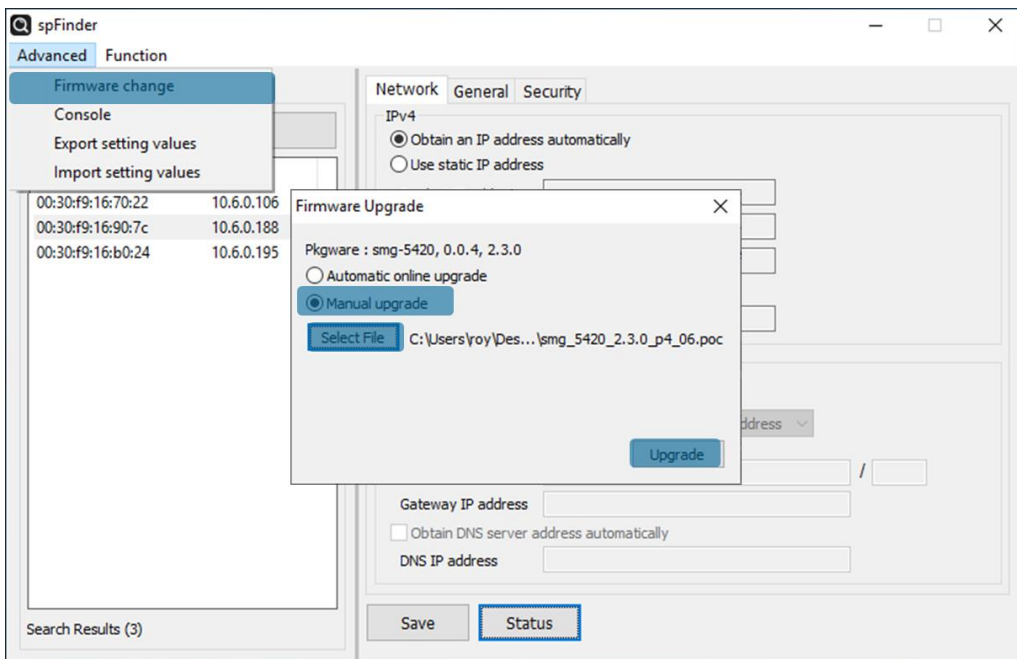 spFinder
Advanced Function
Firmware change
Console
Export setting values
Import setting values
00:30:f9:16:70:22 10.6.0.106
00:30:f9:16:90:7c 10.6.0.188
00:30:f9:16:b0:24 10.6.0.195
Search Results (3)
Network General Security
IPv4
Obtain an IP address automatically
Use static IP address
Firmware Upgrade
Pkgware : smg-5420, 0.0.4, 2.3.0
Automatic online upgrade
Manual upgrade
Select File C:\Users\roy\Des...\smg_5420_2.3.0_p4_06.poc
Upgrade
/
Gateway IP address
Obtain DNS server address automatically
DNS IP address
Save Status